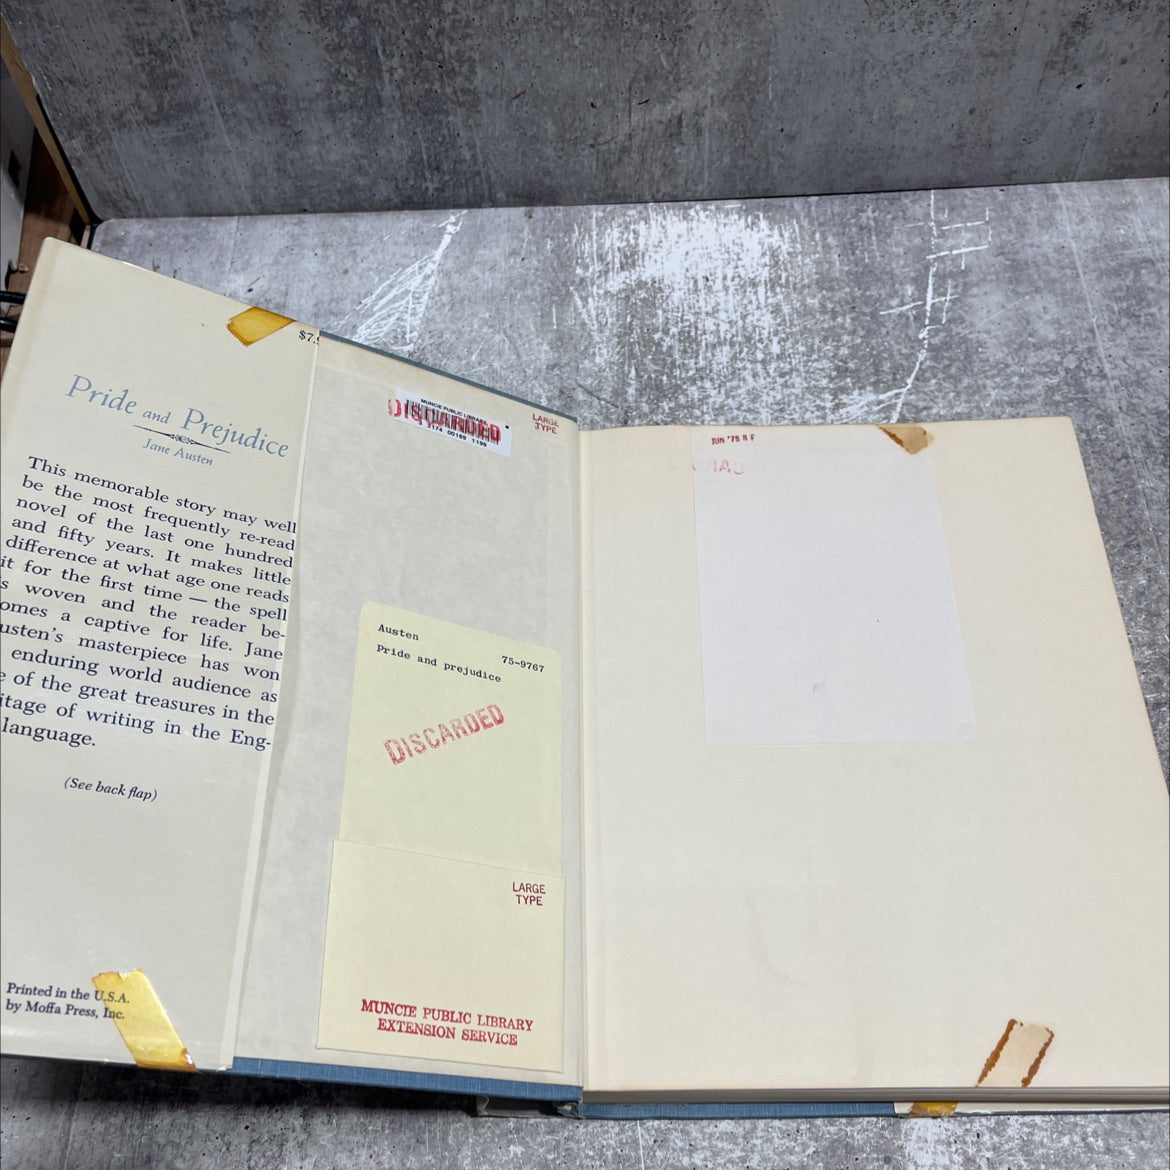 $7.
Pride and Prejudice
Jane Austen
This memorable story may well
be the most frequently re-read
novel of the last one hundred
and fifty years. It makes little
difference at what age one reads
it for the first time — the spell
s woven and the reader be-
omes a captive for life. Jane
usten's masterpiece has won
enduring world audience as
e of the great treasures in the
itage of writing in the Eng-
language.
(See back flap)
Printed in the U.S.A.
by Moffa Press, Inc.
MUNCIE PUBLIC LIBRARY
DISCARDED
3174 00169 1199
LARGE
TYPE
Austen
75-9767
Pride and prejudice
DISCARDED
LARGE
TYPE
MUNCIE PUBLIC LIBRARY
EXTENSION SERVICE
JUN '78